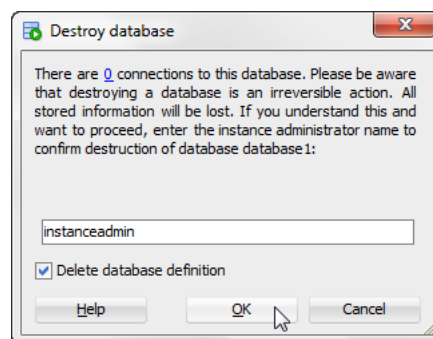 Destroy database
There are 0 connections to this database. Please be aware
that destroying a database is an irreversible action. All
stored information will be lost. If you understand this and
want to proceed, enter the instance administrator name to
confirm destruction of database database1:
instanceadmin
Delete database definition
Help OK Cancel